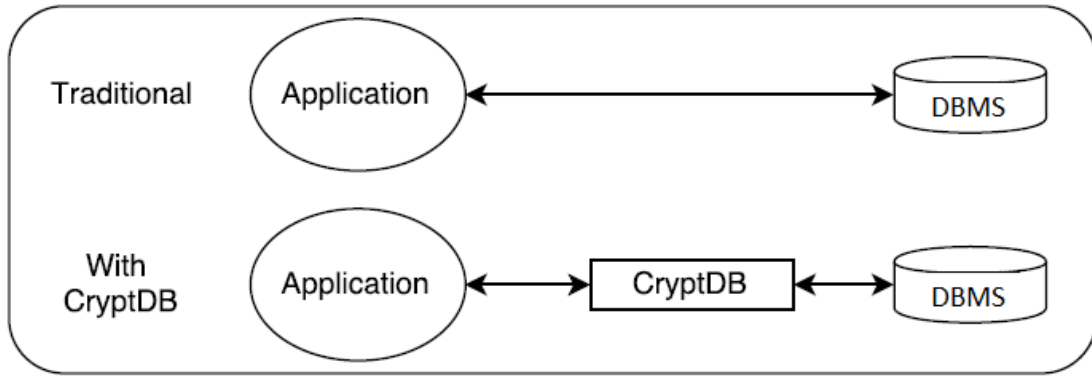 Traditional
Application
DBMS
With
CryptDB
Application
CryptDB
DBMS